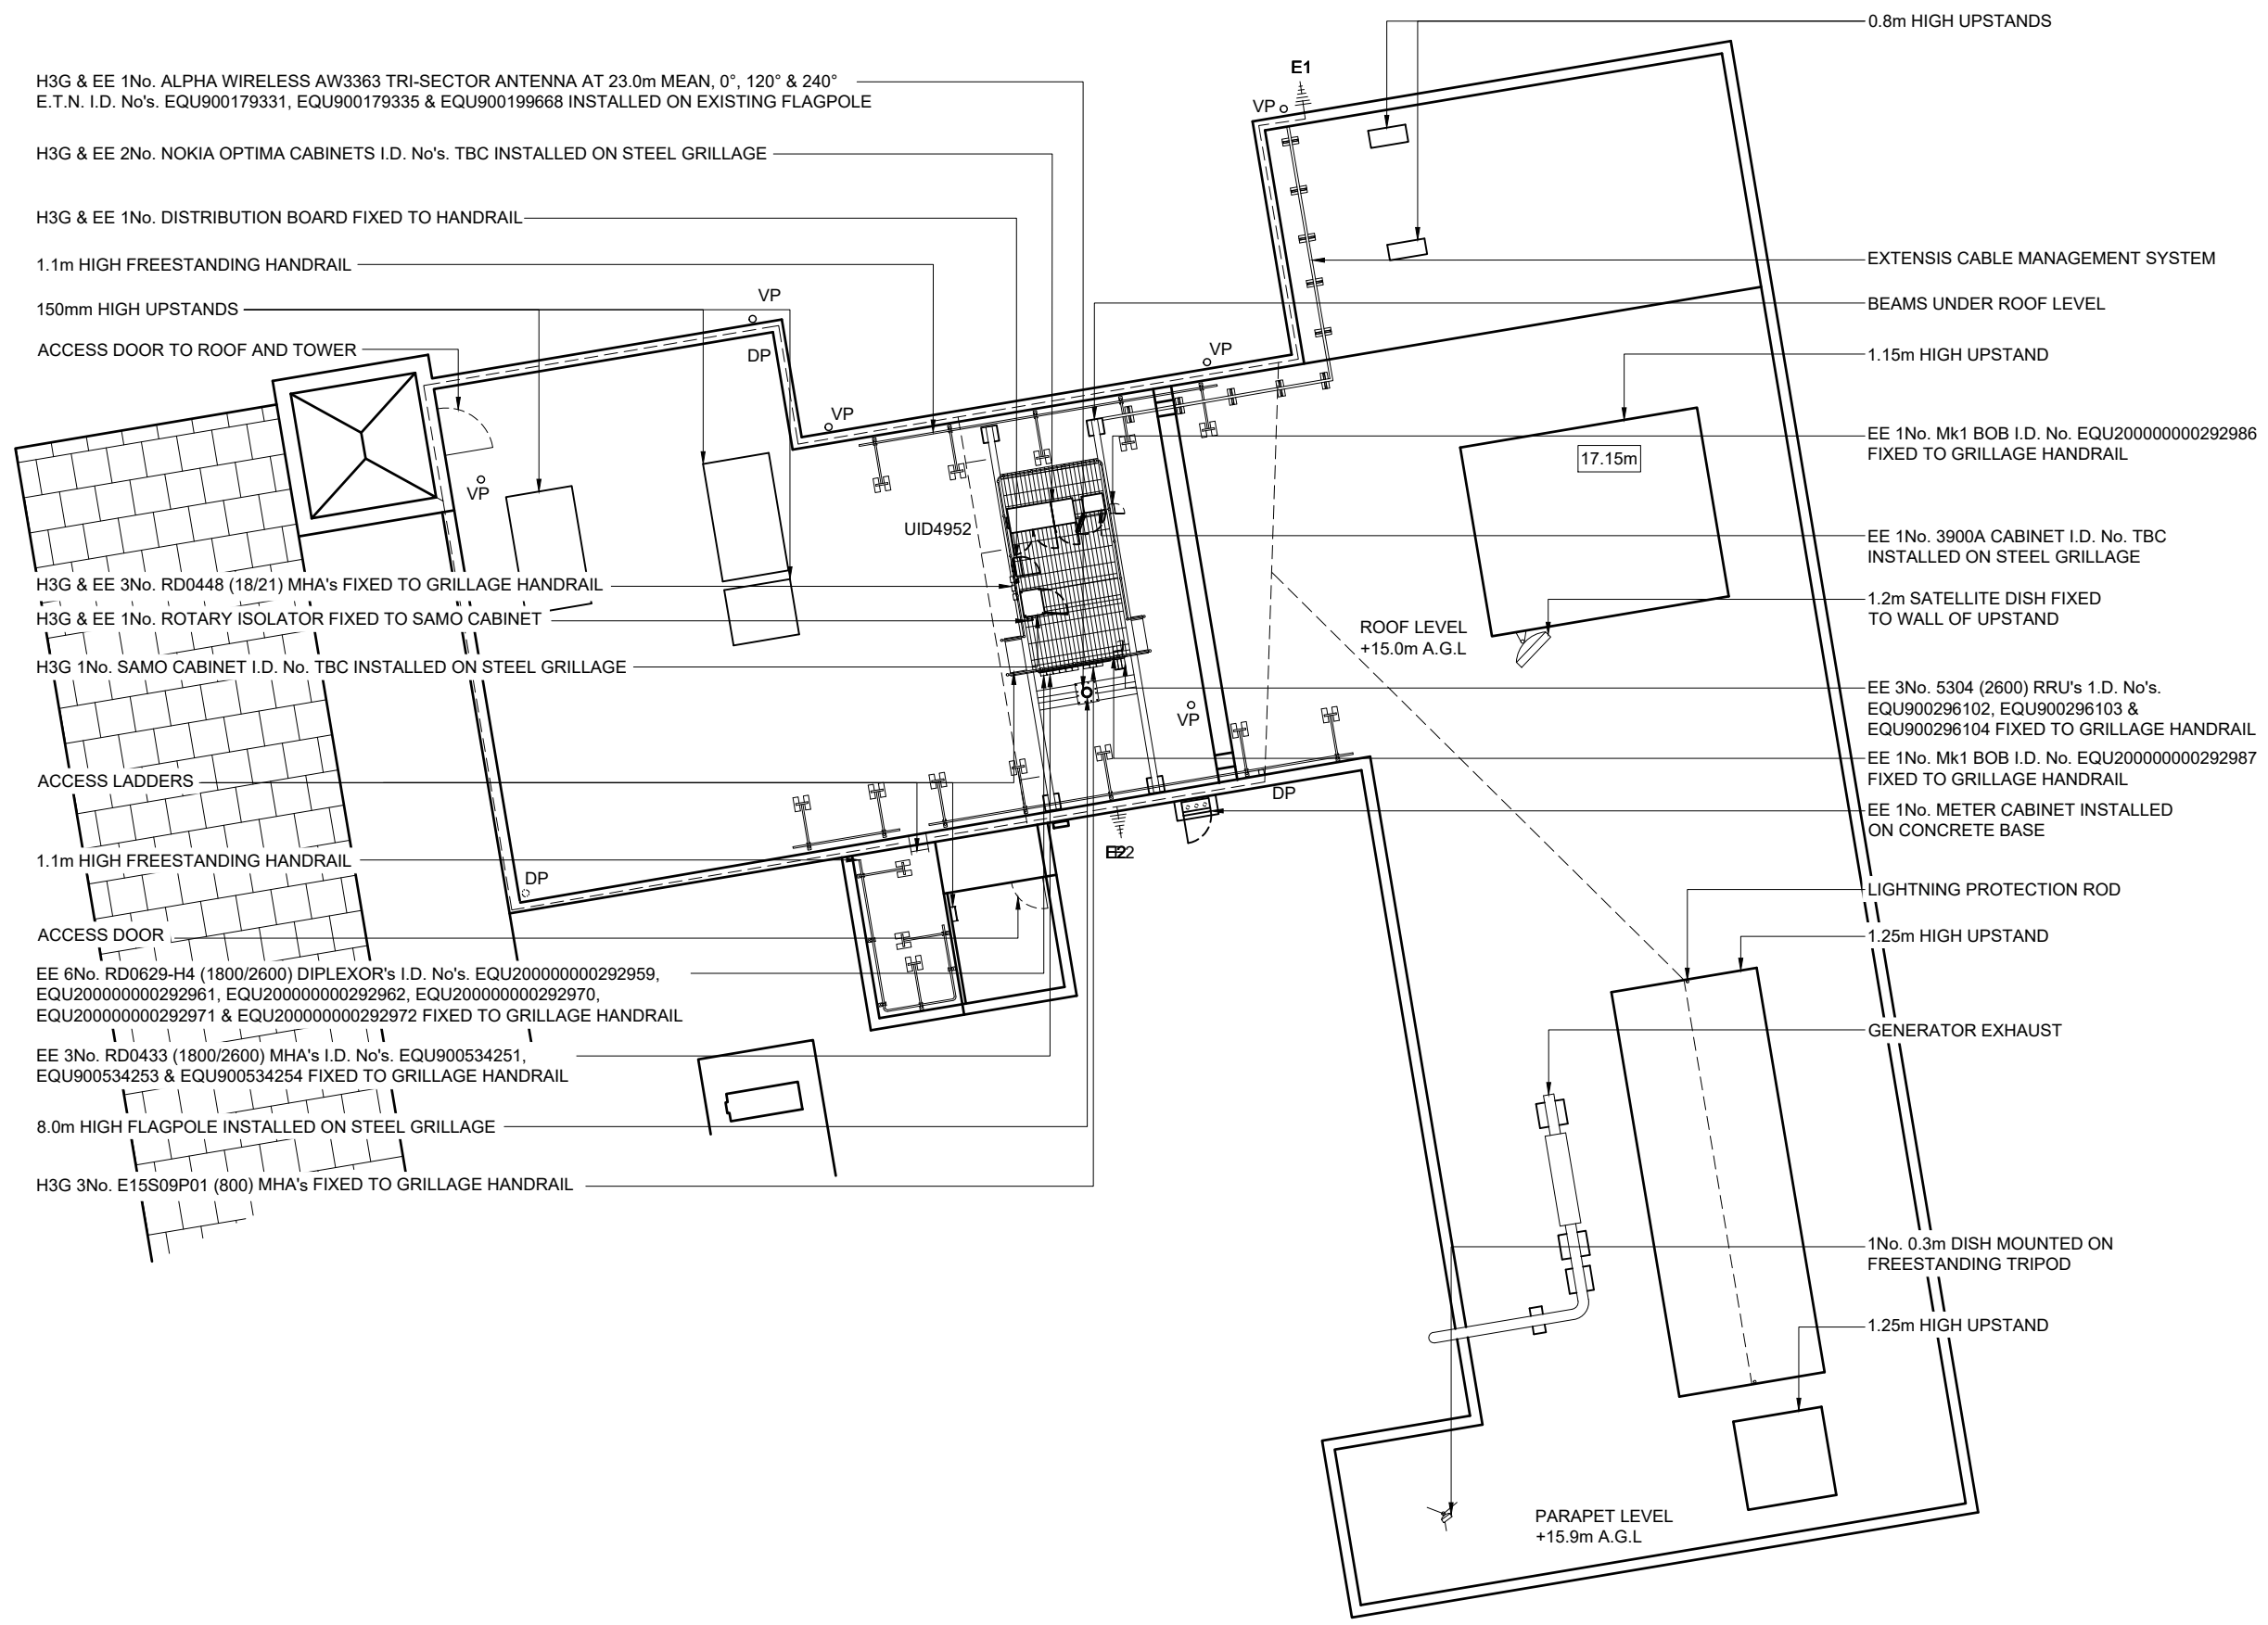 H3G & EE 1No. ALPHA WIRELESS AW3363 TRI-SECTOR ANTENNA AT 23.0m MEAN, 0°, 120° & 240°
E.T.N. I.D. No's. EQU900179331, EQU900179335 & EQU900199668 INSTALLED ON EXISTING FLAGPOLE
H3G & EE 2No. NOKIA OPTIMA CABINETS I.D. No's. TBC INSTALLED ON STEEL GRILLAGE
H3G & EE 1No. DISTRIBUTION BOARD FIXED TO HANDRAIL
1.1m HIGH FREESTANDING HANDRAIL
150mm HIGH UPSTANDS
ACCESS DOOR TO ROOF AND TOWER
H3G & EE 3No. RD0448 (18/21) MHA's FIXED TO GRILLAGE HANDRAIL
H3G & EE 1No. ROTARY ISOLATOR FIXED TO SAMO CABINET
H3G 1No. SAMO CABINET I.D. No. TBC INSTALLED ON STEEL GRILLAGE
ACCESS LADDERS
1.1m HIGH FREESTANDING HANDRAIL
ACCESS DOOR
EE 6No. RD0629-H4 (1800/2600) DIPLEXOR's I.D. No's. EQU200000000292959,
EQU200000000292961, EQU200000000292962, EQU200000000292970,
EQU200000000292971 & EQU200000000292972 FIXED TO GRILLAGE HANDRAIL
EE 3No. RD0433 (1800/2600) MHA's I.D. No's. EQU900534251,
EQU900534253 & EQU900534254 FIXED TO GRILLAGE HANDRAIL
8.0m HIGH FLAGPOLE INSTALLED ON STEEL GRILLAGE
H3G 3No. E15S09P01 (800) MHA's FIXED TO GRILLAGE HANDRAIL
E1
VP
VP
DP
VP
VP
VP
UID4952
VP
DP
DP
17.15m
ROOF LEVEL
+15.0m A.G.L
PARAPET LEVEL
+15.9m A.G.L
0.8m HIGH UPSTANDS
EXTENSIS CABLE MANAGEMENT SYSTEM
BEAMS UNDER ROOF LEVEL
1.15m HIGH UPSTAND
EE 1No. Mk1 BOB I.D. No. EQU200000000292986
FIXED TO GRILLAGE HANDRAIL
EE 1No. 3900A CABINET I.D. No. TBC
INSTALLED ON STEEL GRILLAGE
1.2m SATELLITE DISH FIXED
TO WALL OF UPSTAND
EE 3No. 5304 (2600) RRU's 1.D. No's.
EQU900296102, EQU900296103 &
EQU900296104 FIXED TO GRILLAGE HANDRAIL
EE 1No. Mk1 BOB I.D. No. EQU200000000292987
FIXED TO GRILLAGE HANDRAIL
EE 1No. METER CABINET INSTALLED
ON CONCRETE BASE
LIGHTNING PROTECTION ROD
1.25m HIGH UPSTAND
GENERATOR EXHAUST
1No. 0.3m DISH MOUNTED ON
FREESTANDING TRIPOD
1.25m HIGH UPSTAND